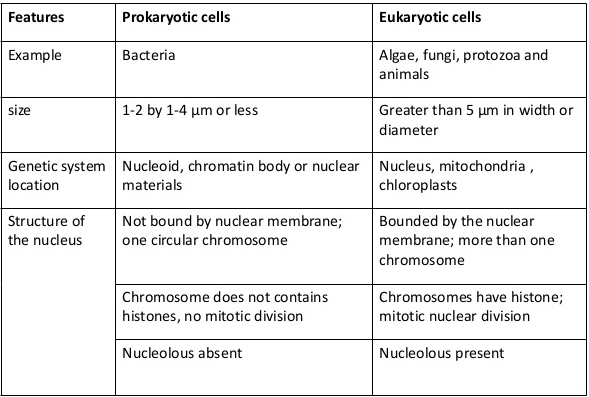 Features Prokaryotic cells Eukaryotic cells
Example Bacteria Algae, fungi, protozoa and
animals
size 1-2 by 1-4 µm or less Greater than 5 µm in width or
diameter
Genetic system Nucleoid, chromatin body or nuclear Nucleus, mitochondria ,
location materials chloroplasts
Structure of Not bound by nuclear membrane; Bounded by the nuclear
the nucleus one circular chromosome membrane; more than one
chromosome
Chromosome does not contains Chromosomes have histone;
histones, no mitotic division mitotic nuclear division
Nucleolous absent Nucleolous present